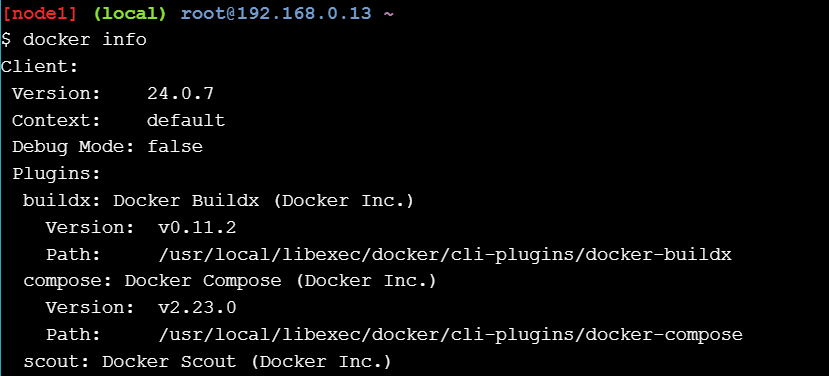 [node1] (local) root@192.168.0.13 ~
$ docker info
Client:
 Version:    24.0.7
 Context:    default
 Debug Mode: false
 Plugins:
  buildx: Docker Buildx (Docker Inc.)
    Version:  v0.11.2
    Path:     /usr/local/libexec/docker/cli-plugins/docker-buildx
  compose: Docker Compose (Docker Inc.)
    Version:  v2.23.0
    Path:     /usr/local/libexec/docker/cli-plugins/docker-compose
  scout: Docker Scout (Docker Inc.)